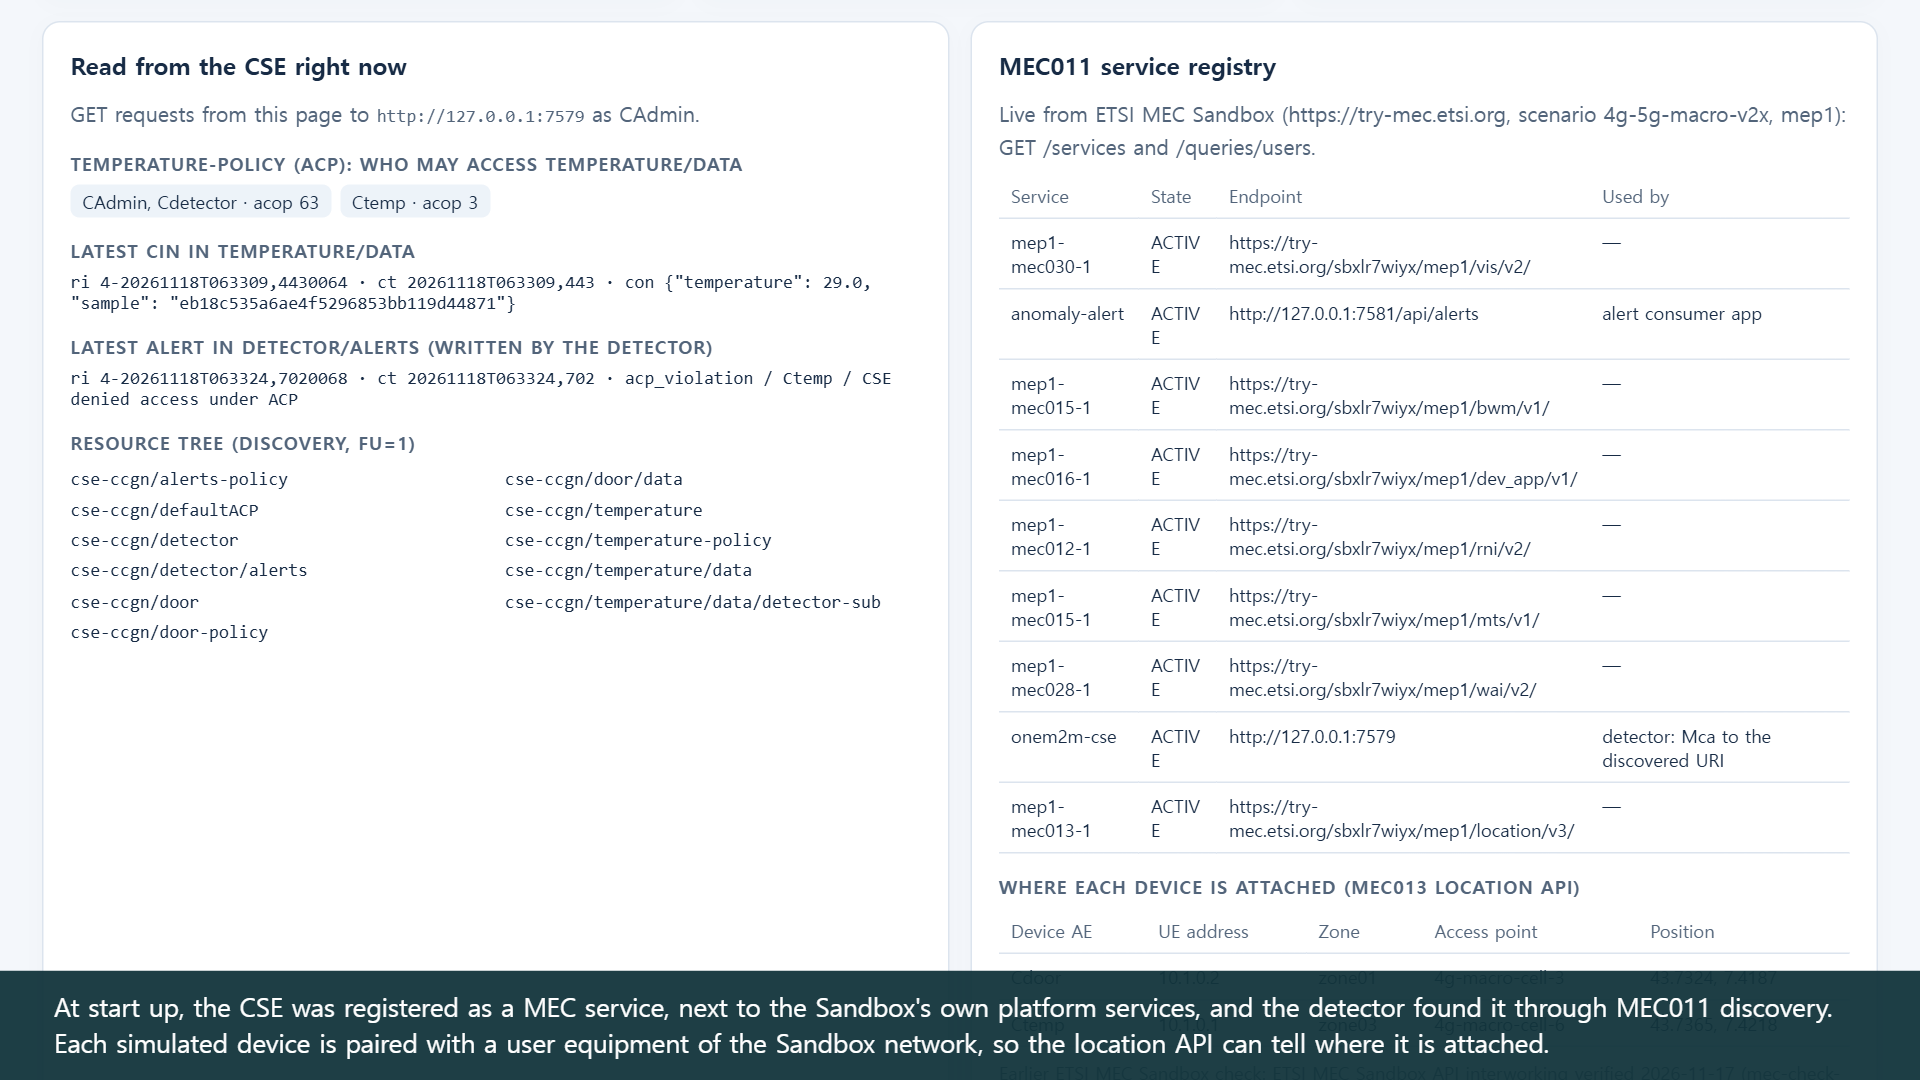 Read from the CSE right now
GET requests from this page to http://127.0.0.1:7579 as CAdmin.
TEMPERATURE-POLICY (ACP): WHO MAY ACCESS TEMPERATURE/DATA
CAdmin, Cdetector · acop 63
Ctemp · acop 3
LATEST CIN IN TEMPERATURE/DATA
ri 4-20261118T063309,4430064 · ct 20261118T063309,443 · con {"temperature": 29.0,
"sample": "eb18c535a6ae4f5296853bb119d44871"}
LATEST ALERT IN DETECTOR/ALERTS (WRITTEN BY THE DETECTOR)
ri 4-20261118T063324,7020068 · ct 20261118T063324,702 · acp_violation / Ctemp / CSE
denied access under ACP
RESOURCE TREE (DISCOVERY, FU=1)
cse-ccgn/alerts-policy
cse-ccgn/defaultACP
cse-ccgn/detector
cse-ccgn/detector/alerts
cse-ccgn/door
cse-ccgn/door-policy
cse-ccgn/door/data
cse-ccgn/temperature
cse-ccgn/temperature-policy
cse-ccgn/temperature/data
cse-ccgn/temperature/data/detector-sub
MEC011 service registry
Live from ETSI MEC Sandbox (https://try-mec.etsi.org, scenario 4g-5g-macro-v2x, mep1):
GET /services and /queries/users.
Service State Endpoint Used by
mep1- ACTIV https://try- —
mec030-1 E mec.etsi.org/sbxlr7wiyx/mep1/vis/v2/
anomaly-alert ACTIV http://127.0.0.1:7581/api/alerts alert consumer app
E
mep1- ACTIV https://try- —
mec015-1 E mec.etsi.org/sbxlr7wiyx/mep1/bwm/v1/
mep1- ACTIV https://try- —
mec016-1 E mec.etsi.org/sbxlr7wiyx/mep1/dev_app/v1/
mep1- ACTIV https://try- —
mec012-1 E mec.etsi.org/sbxlr7wiyx/mep1/rni/v2/
mep1- ACTIV https://try- —
mec015-1 E mec.etsi.org/sbxlr7wiyx/mep1/mts/v1/
mep1- ACTIV https://try- —
mec028-1 E mec.etsi.org/sbxlr7wiyx/mep1/wai/v2/
onem2m-cse ACTIV http://127.0.0.1:7579 detector: Mca to the
E discovered URI
mep1- ACTIV https://try- —
mec013-1 E mec.etsi.org/sbxlr7wiyx/mep1/location/v3/
WHERE EACH DEVICE IS ATTACHED (MEC013 LOCATION API)
Device AE UE address Zone Access point Position
Cdoor 10.1.0.2 zone01 4g-macro-cell-3 43.7324, 7.4187
At start up, the CSE was registered as a MEC service, next to the Sandbox's own platform services, and the detector found it through MEC011 discovery.
Each simulated device is paired with a user equipment of the Sandbox network, so the location API can tell where it is attached.